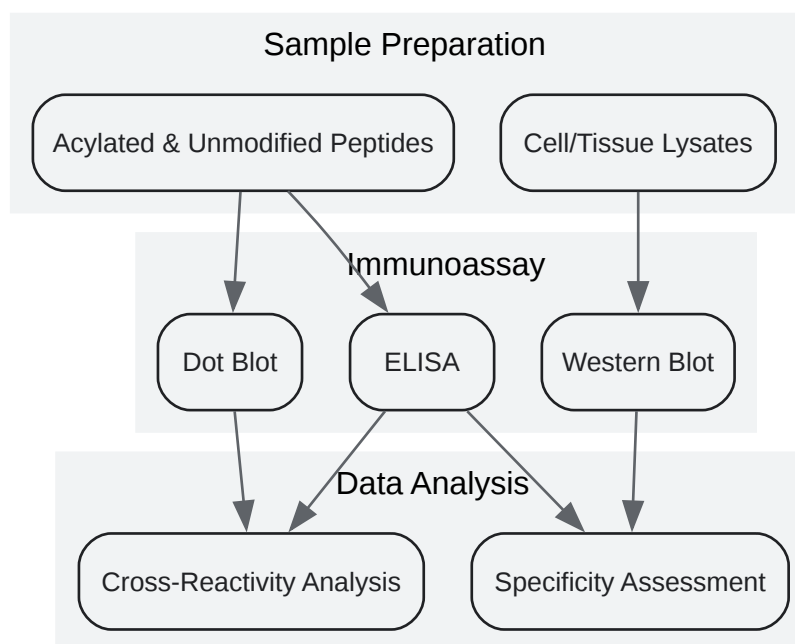 Sample Preparation
Acylated & Unmodified Peptides
Cell/Tissue Lysates
Immunoassay
Dot Blot
ELISA
Western Blot
Data Analysis
Cross-Reactivity Analysis
Specificity Assessment